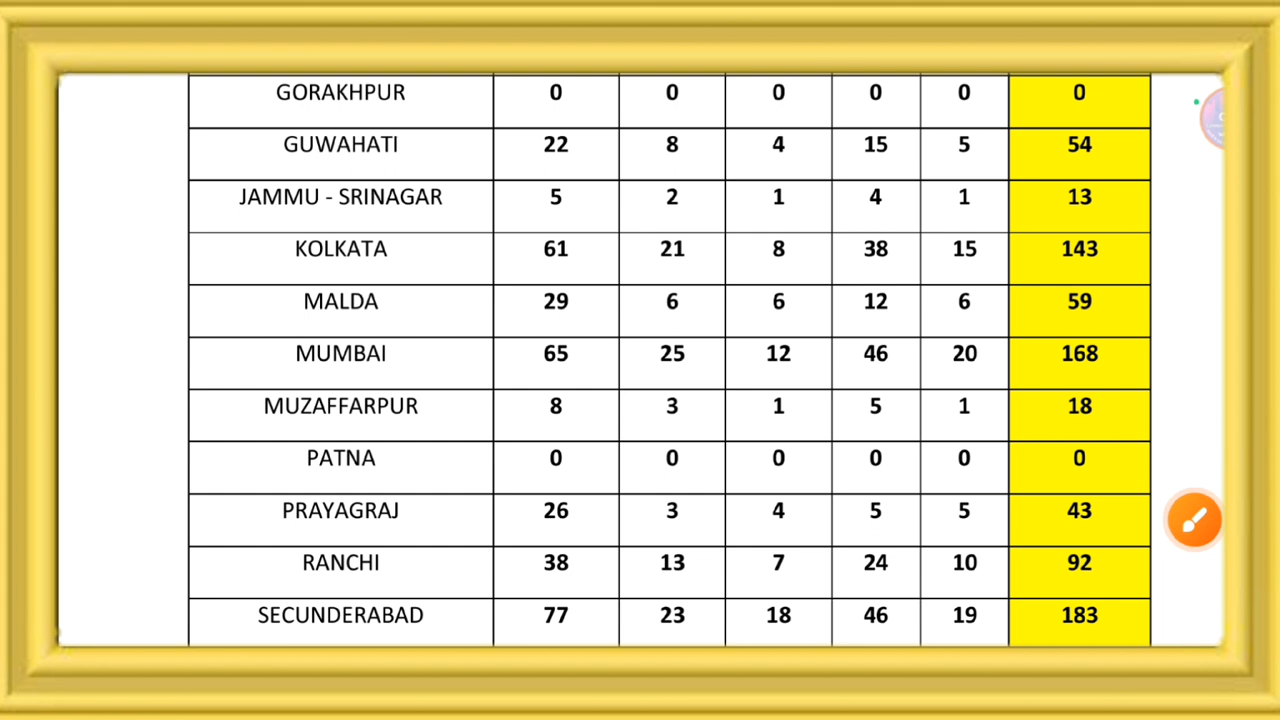 GORAKHPUR 0 0 0 0 0 0
GUWAHATI 22 8 4 15 5 54
JAMMU - SRINAGAR 5 2 1 4 1 13
KOLKATA 61 21 8 38 15 143
MALDA 29 6 6 12 6 59
MUMBAI 65 25 12 46 20 168
MUZAFFARPUR 8 3 1 5 1 18
PATNA 0 0 0 0 0 0
PRAYAGRAJ 26 3 4 5 5 43
RANCHI 38 13 7 24 10 92
SECUNDERABAD 77 23 18 46 19 183